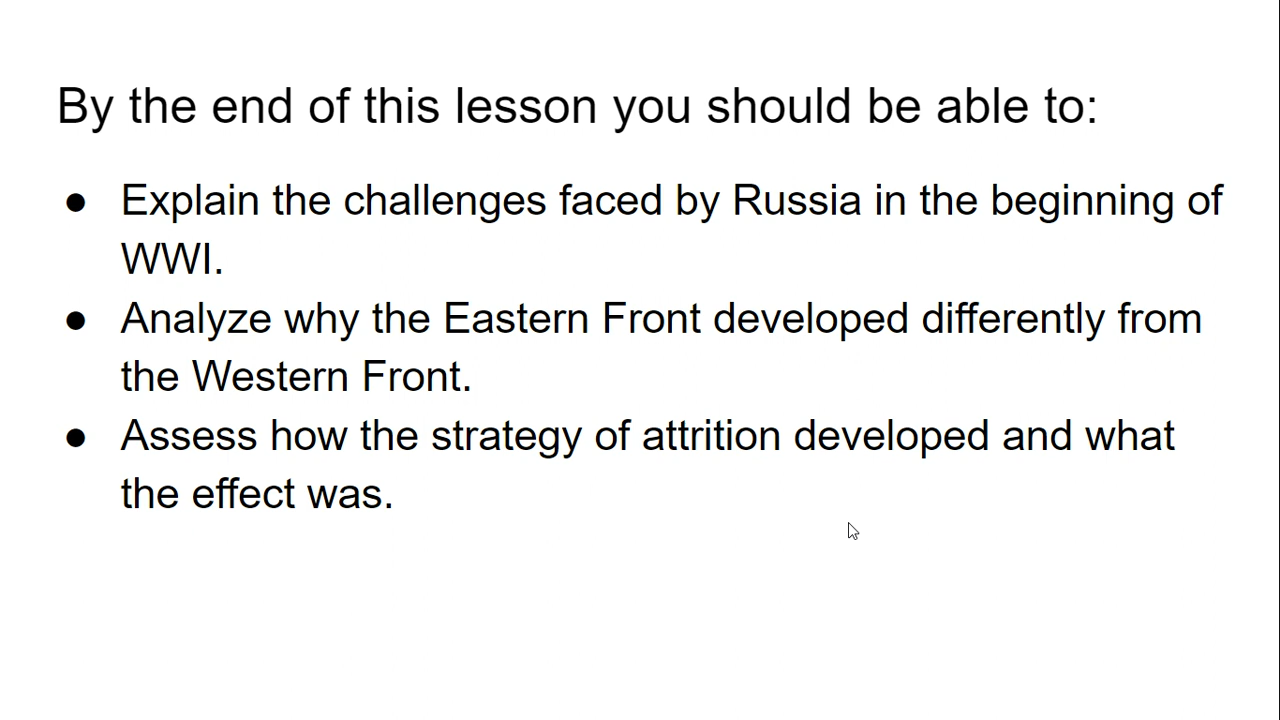 By the end of this lesson you should be able to:
● Explain the challenges faced by Russia in the beginning of
WWI.
● Analyze why the Eastern Front developed differently from
the Western Front.
● Assess how the strategy of attrition developed and what
the effect was.